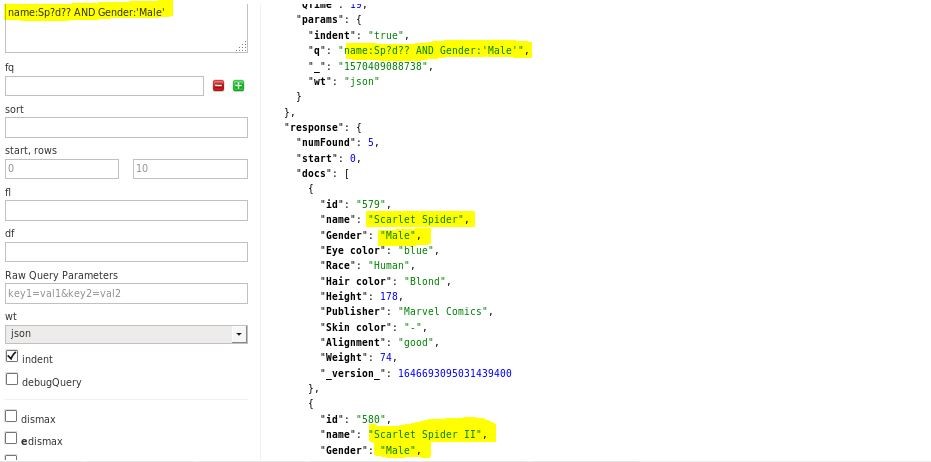 name:Sp?d?? AND Gender:'Male'
fq
sort
start, rows
0 10
fl
df
Raw Query Parameters
key1=val1&key2=val2
wt
json
indent
debugQuery
dismax
edismax
"QTime": 19,
"params": {
"indent": "true",
"q": "name:Sp?d?? AND Gender:'Male'",
"_": "1570409088738",
"wt": "json"
}
},
"response": {
"numFound": 5,
"start": 0,
"docs": [
{
"id": "579",
"name": "Scarlet Spider",
"Gender": "Male",
"Eye color": "blue",
"Race": "Human",
"Hair color": "Blond",
"Height": 178,
"Publisher": "Marvel Comics",
"Skin color": "-",
"Alignment": "good",
"Weight": 74,
"_version_": 1646693095031439400
},
{
"id": "580",
"name": "Scarlet Spider II",
"Gender": "Male",